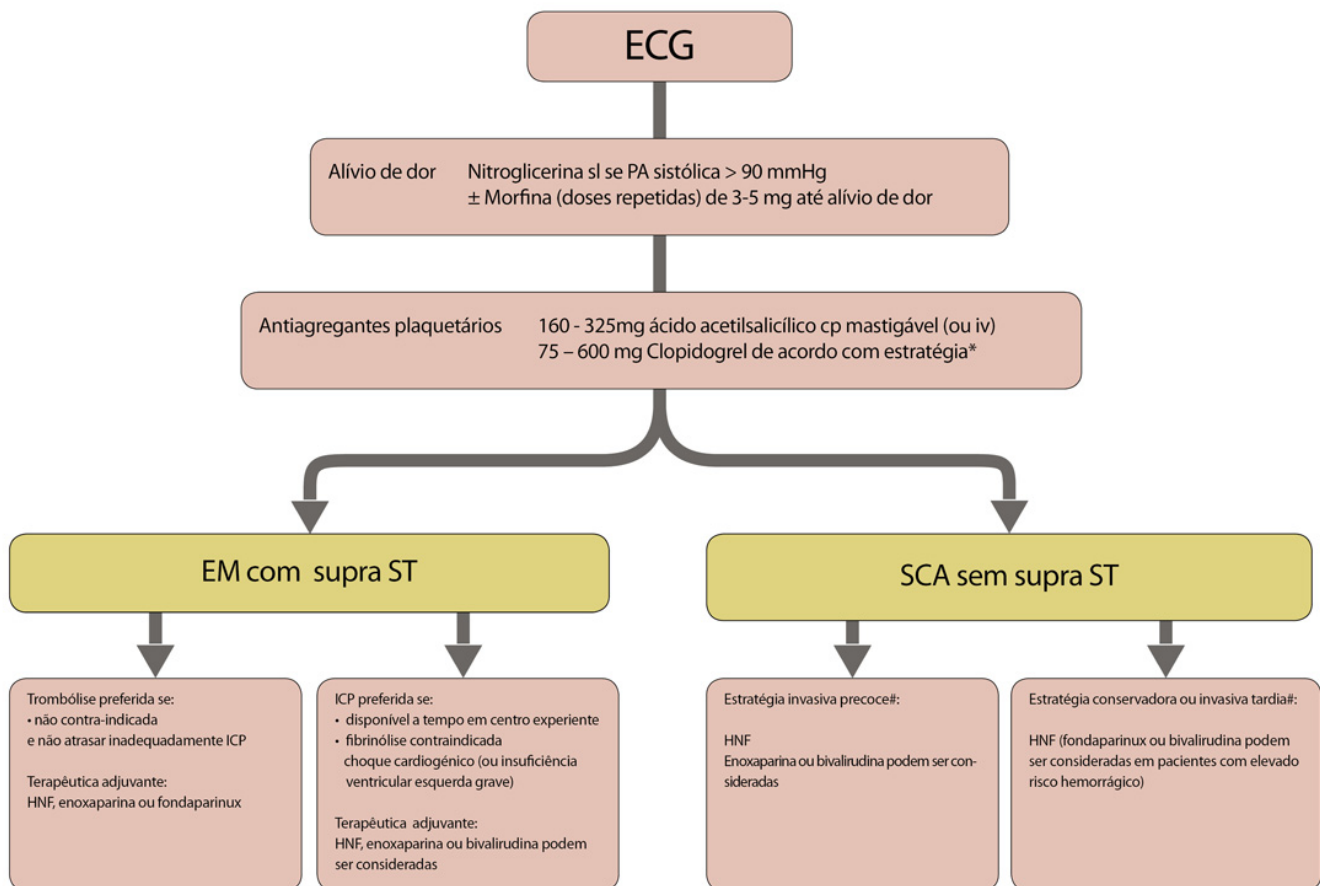 ECG
Alívio de dor Nitroglicerina sl se PA sistólica > 90 mmHg
± Morfina (doses repetidas) de 3-5 mg até alívio de dor
Antiagregantes plaquetários 160 - 325mg ácido acetilsalicílico cp mastigável (ou iv)
75 – 600 mg Clopidogrel de acordo com estratégia*
EM com supra ST
SCA sem supra ST
Trombólise preferida se:
• não contra-indicada
e não atrasar inadequadamente ICP
Terapêutica adjuvante:
HNF, enoxaparina ou fondaparinux
ICP preferida se:
• disponível a tempo em centro experiente
• fibrinólise contraindicada
choque cardiogénico (ou insuficiência
ventricular esquerda grave)
Terapêutica adjuvante:
HNF, enoxaparina ou bivalirudina podem
ser consideradas
Estratégia invasiva precoce#:
HNF
Enoxaparina ou bivalirudina podem ser con-
sideradas
Estratégia conservadora ou invasiva tardia#:
HNF (fondaparinux ou bivalirudina podem
ser consideradas em pacientes com elevado
risco hemorrágico)